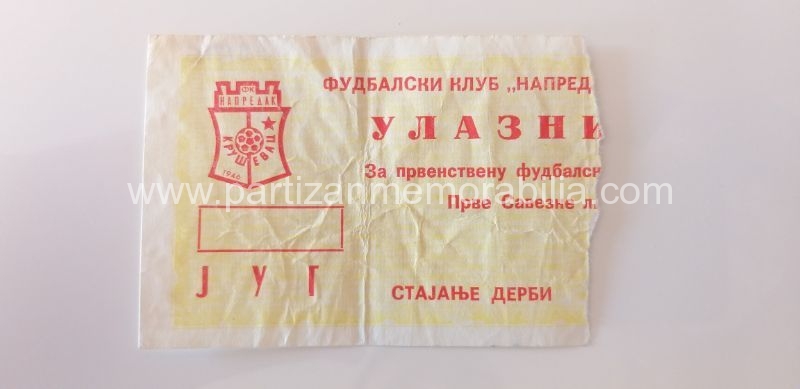 ФК
НАПРЕДАК
КРУШЕВАЦ
1946
ЈУГ
ФУДБАЛСКИ КЛУБ „НАПРЕД
УЛАЗНИ
За првенствену фудбалск
Прве Савезне л
СТАЈАЊЕ ДЕРБИ
www.partizanmemorabilia.com